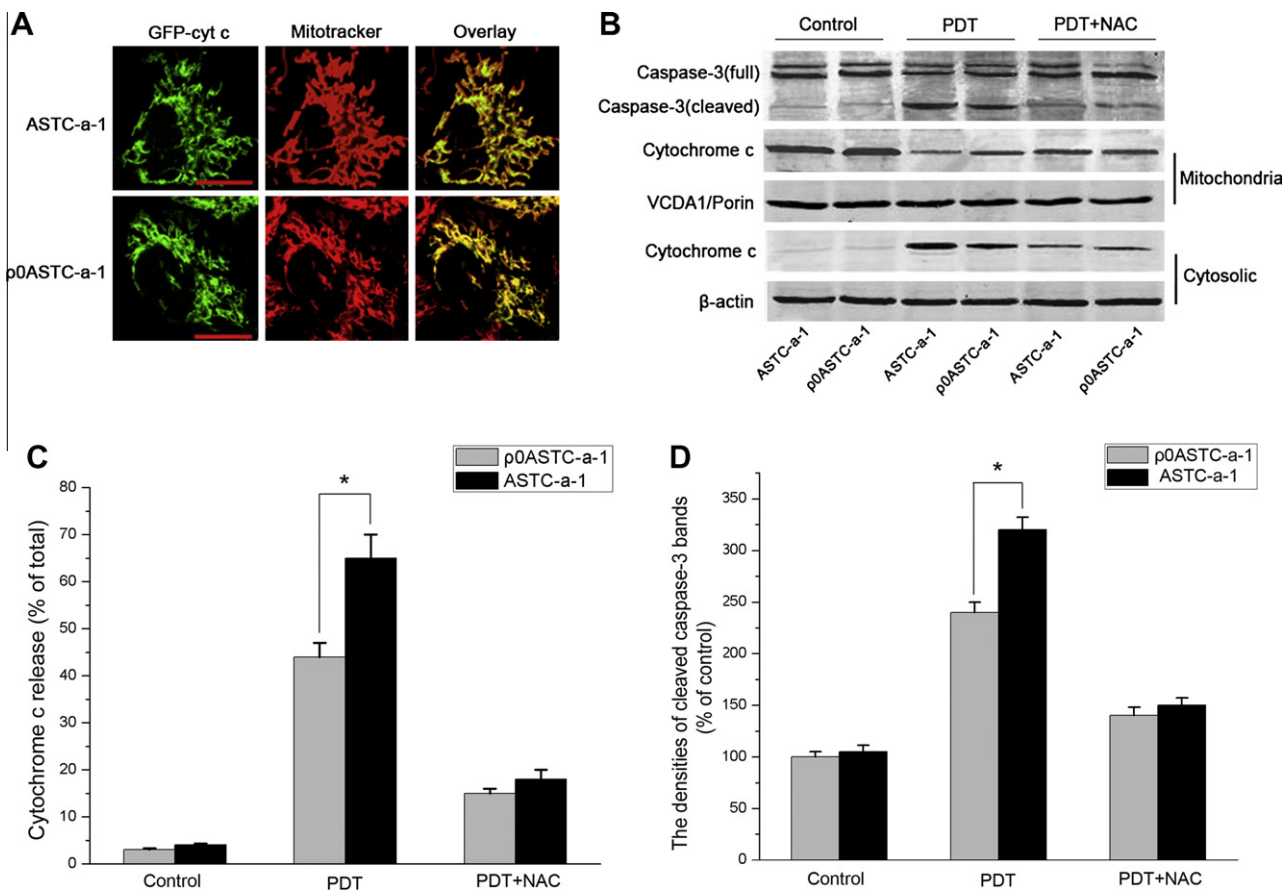 A
GFP-cyt c Mitotracker Overlay
ASTC-a-1
ρ0ASTC-a-1
B
Control PDT PDT+NAC
Caspase-3(full)
Caspase-3(cleaved)
Cytochrome c
VCDA1/Porin
Mitochondria
Cytochrome c
β-actin
Cytosolic
ASTC-a-1 ρ0ASTC-a-1 ASTC-a-1 ρ0ASTC-a-1 ASTC-a-1 ρ0ASTC-a-1
C
ρ0ASTC-a-1
ASTC-a-1
Cytochrome c release (% of total)
80
70
60
50
40
30
20
10
0
*
Control PDT PDT+NAC
D
ρ0ASTC-a-1
ASTC-a-1
The densities of cleaved caspase-3 bands
(% of control)
350
300
250
200
150
100
50
0
*
Control PDT PDT+NAC